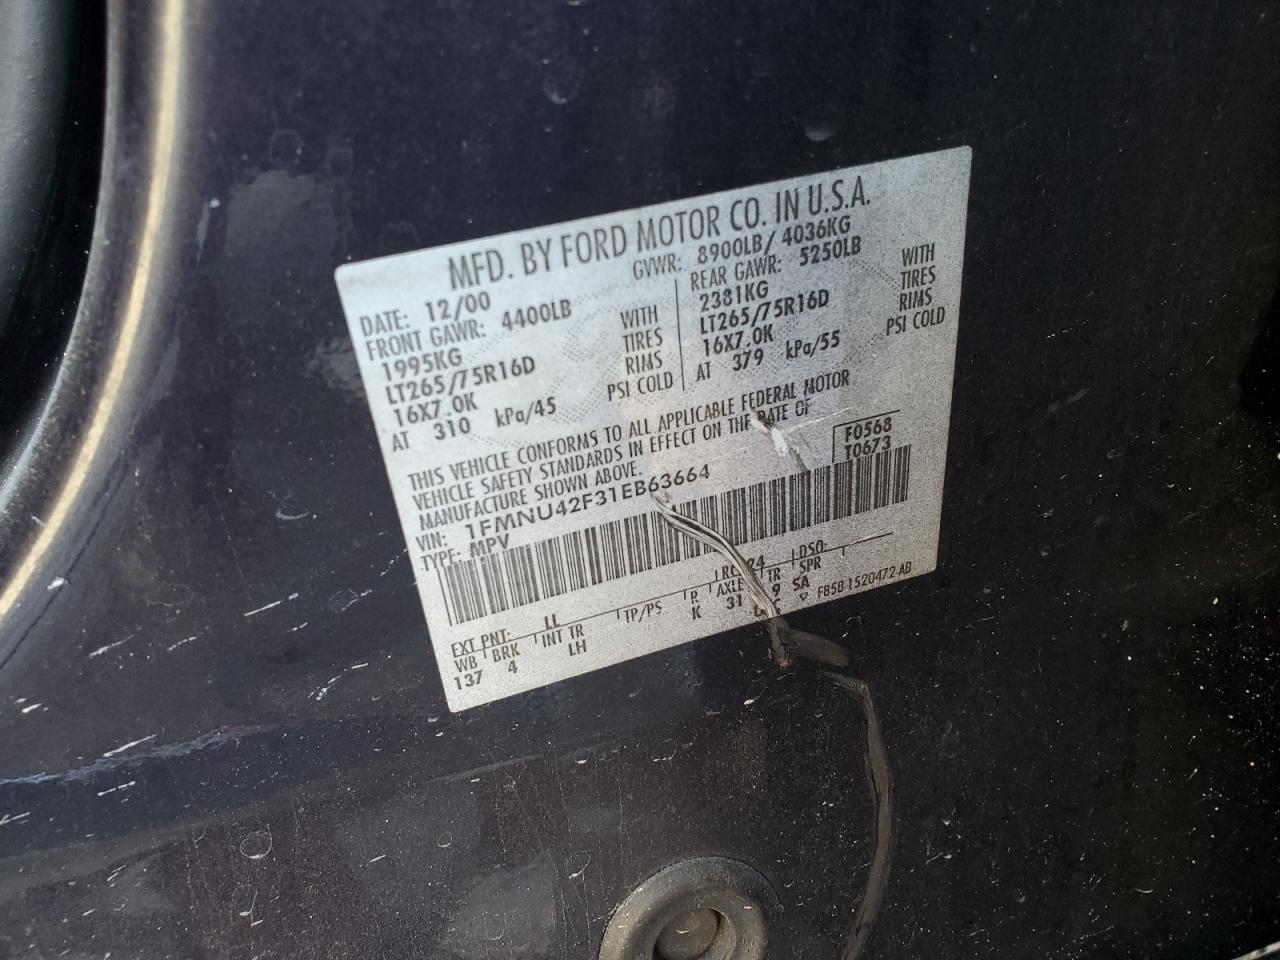 MFD. BY FORD MOTOR CO. IN U.S.A.
DATE: 12/00 GVWR: 8900LB/ 4036KG
FRONT GAWR: 4400LB REAR GAWR: 5250LB
1995KG WITH 2381KG WITH
LT265/75R16D TIRES LT265/75R16D TIRES
16X7.0K RIMS 16X7.0K RIMS
AT 310 kPa/45 PSI COLD AT 379 kPa/55 PSI COLD
THIS VEHICLE CONFORMS TO ALL APPLICABLE FEDERAL MOTOR
VEHICLE SAFETY STANDARDS IN EFFECT ON THE DATE OF
MANUFACTURE SHOWN ABOVE.
F0568
T0673
VIN: 1FMNU42F31EB63664
TYPE: MPV
EXT PNT: LL RC: 24 DSO:
WB BRK INT TR TP/PS R AXLE TR SPR
137 4 LH K 31 9 SA
F85B-1520472-AB